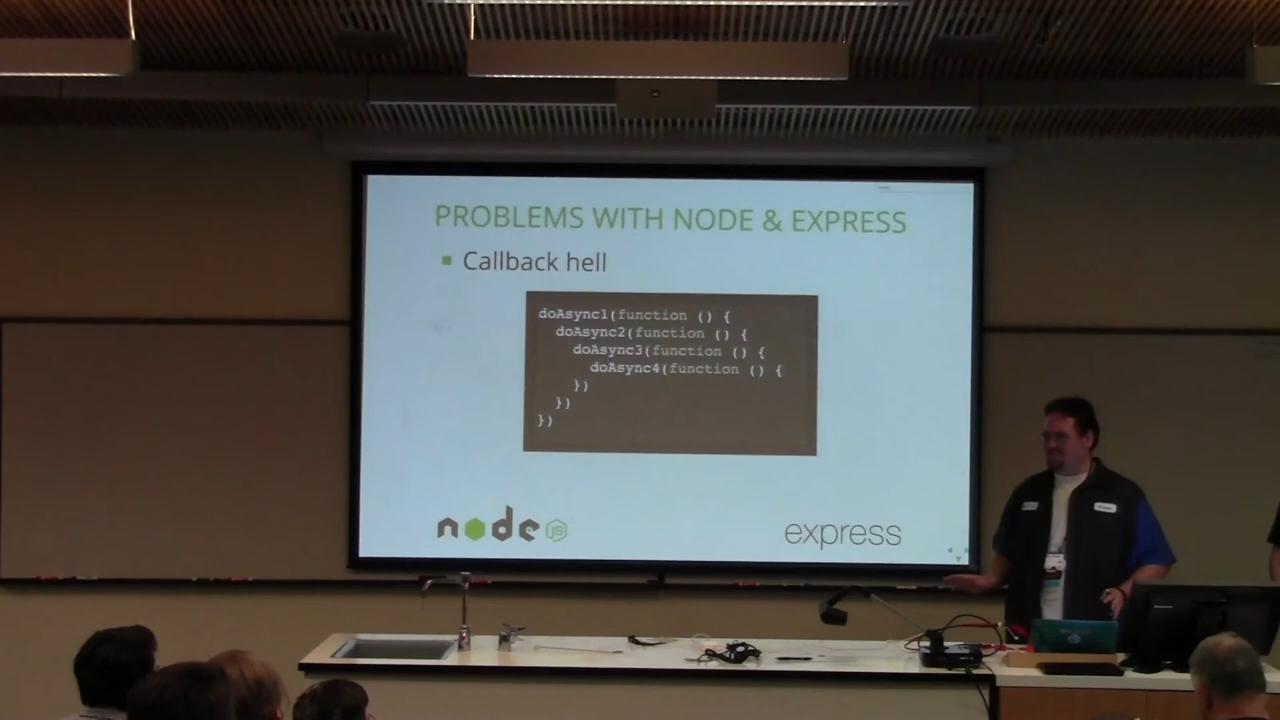 PROBLEMS WITH NODE & EXPRESS
Callback hell
doAsync1(function () {
doAsync2(function () {
doAsync3(function () {
doAsync4(function () {
})
})
})
node JS
express